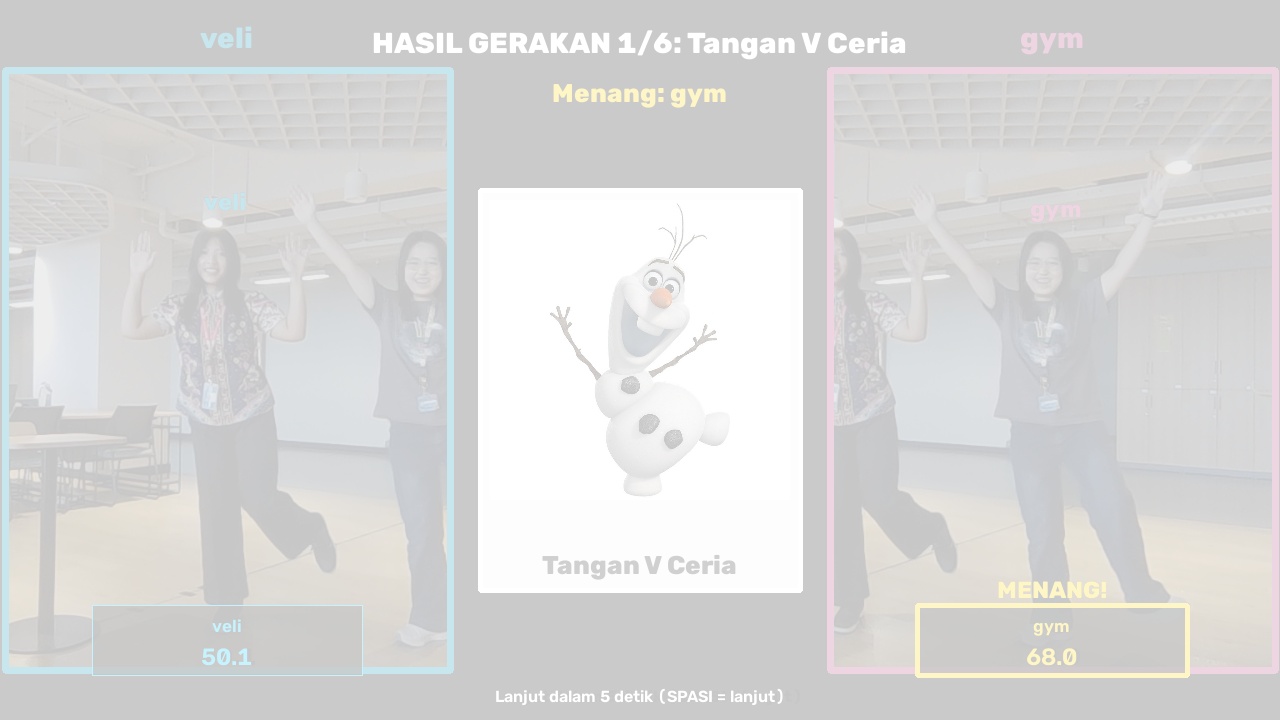 veli
HASIL GERAKAN 1/6: Tangan V Ceria
gym
Menang: gym
veli
gym
Tangan V Ceria
MENANG!
veli
50.1
gym
68.0
Lanjut dalam 5 detik (SPASI = lanjut)